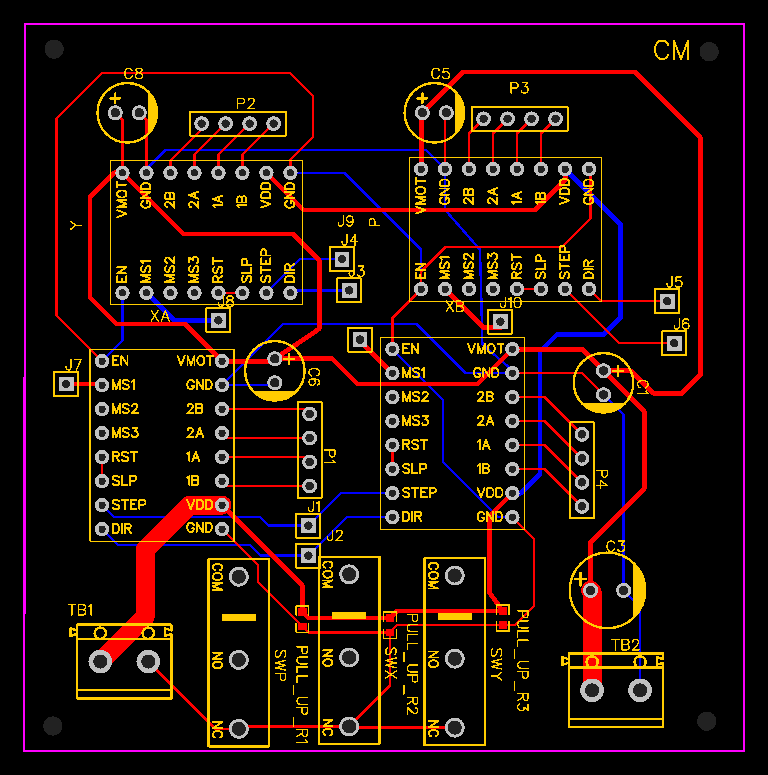 CM
C8
C5
P2
P3
VMOT GND 2B 2A 1A 1B VDD GND
VMOT GND 2B 2A 1A 1B VDD GND
Y
P
J9
J4
J3
EN MS1 MS2 MS3 RST SLP STEP DIR
EN MS1 MS2 MS3 RST SLP STEP DIR
J5
J8
J10
XA
XB
J6
J7
EN VMOT
MS1 GND
MS2 2B
MS3 2A
RST 1A
SLP 1B
STEP VDD
DIR GND
C6
P1
EN VMOT
MS1 GND
MS2 2B
MS3 2A
RST 1A
SLP 1B
STEP VDD
DIR GND
C1
P4
J1
J2
C3
COM
COM
COM
TB1
TB2
NO
NO
NO
NC
NC
NC
SWP
PULL_UP_R1
SWX
PULL_UP_R2
SWY
PULL_UP_R3